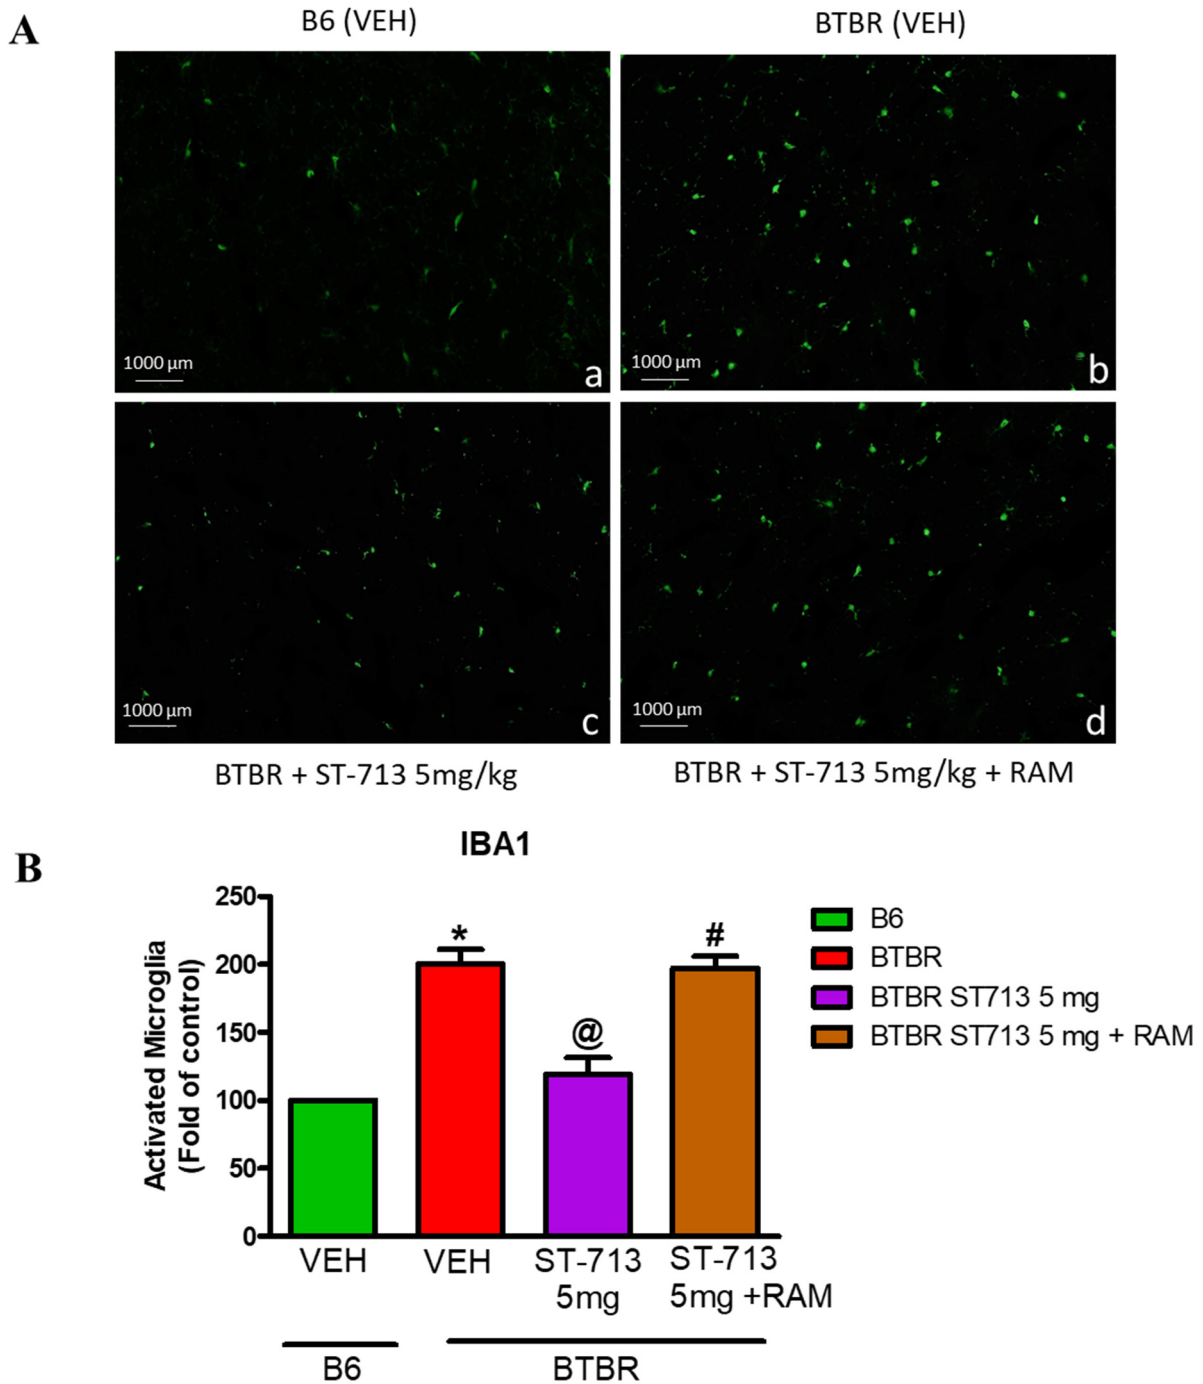 A
B6 (VEH)
BTBR (VEH)
1000 µm
a
1000 µm
b
1000 µm
c
1000 µm
d
BTBR + ST-713 5mg/kg
BTBR + ST-713 5mg/kg + RAM
B
IBA1
Activated Microglia
(Fold of control)
250
200
150
100
50
0
*
@
#
B6
BTBR
BTBR ST713 5 mg
BTBR ST713 5 mg + RAM
VEH
VEH
ST-713
5mg
ST-713
5mg +RAM
B6
BTBR